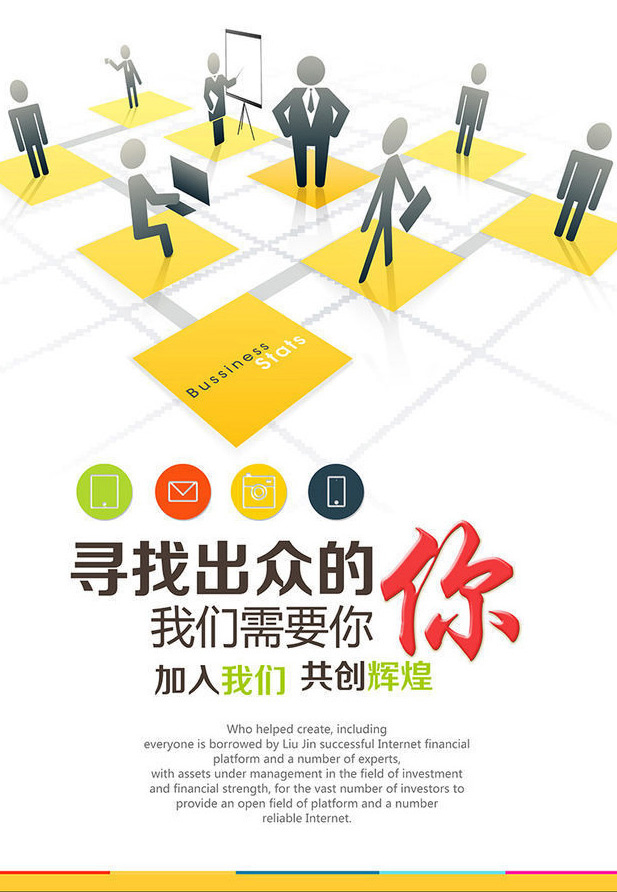 Bussiness
Stats
寻找出众的你
我们需要你
加入我们 共创辉煌
Who helped create, including
everyone is borrowed by Liu Jin successful Internet financial
platform and a number of experts,
with assets under management in the field of investment
and financial strength, for the vast number of investors to
provide an open field of platform and a number
reliable Internet.